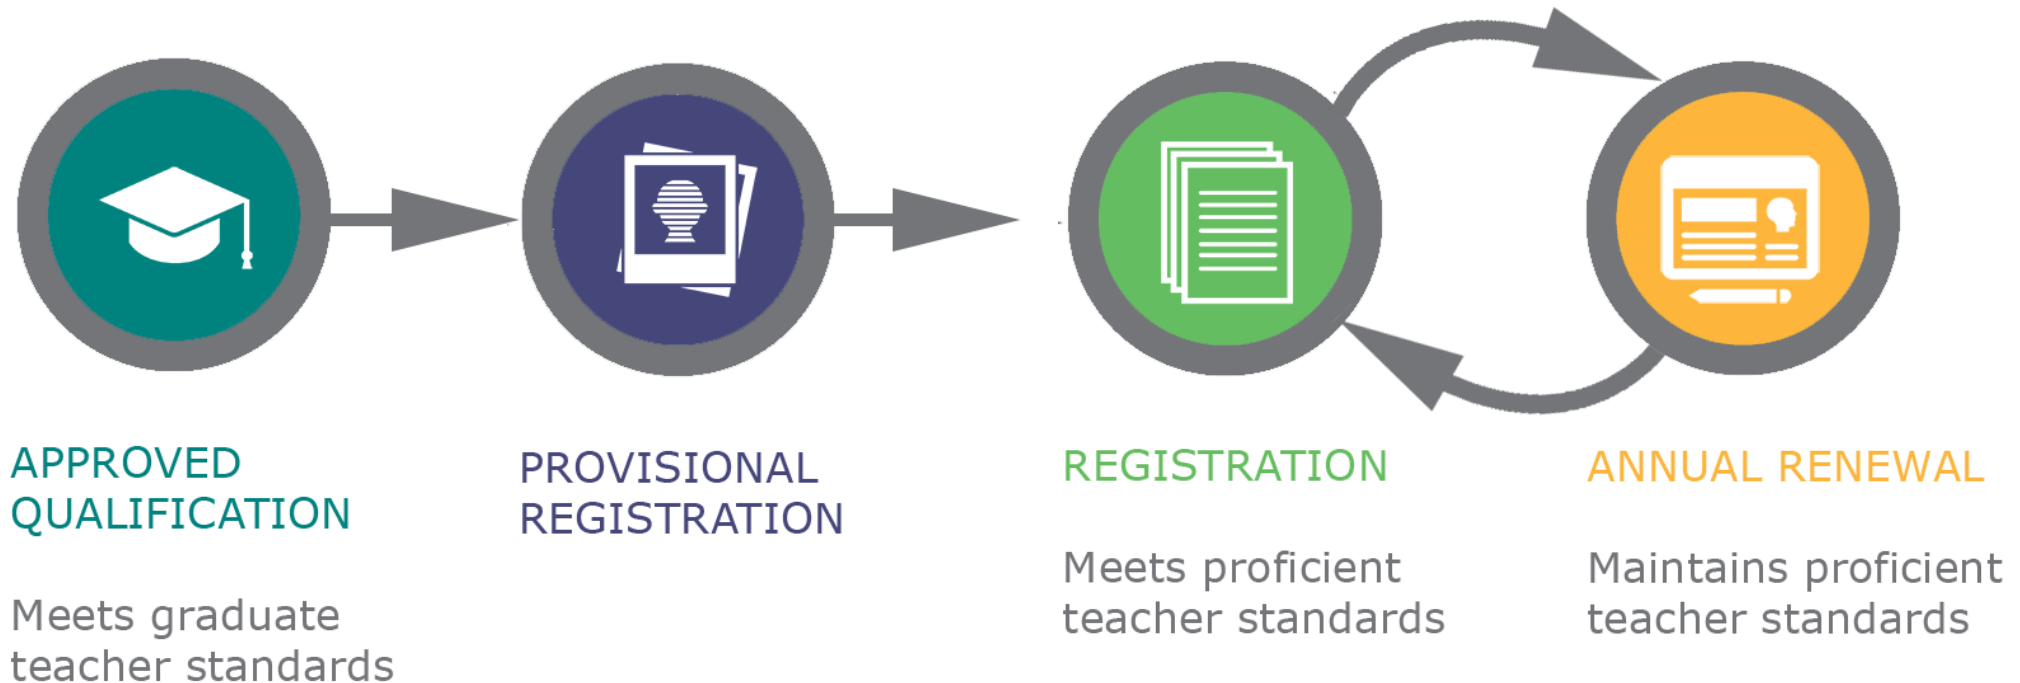 APPROVED
QUALIFICATION
Meets graduate
teacher standards
PROVISIONAL
REGISTRATION
REGISTRATION
Meets proficient
teacher standards
ANNUAL RENEWAL
Maintains proficient
teacher standards